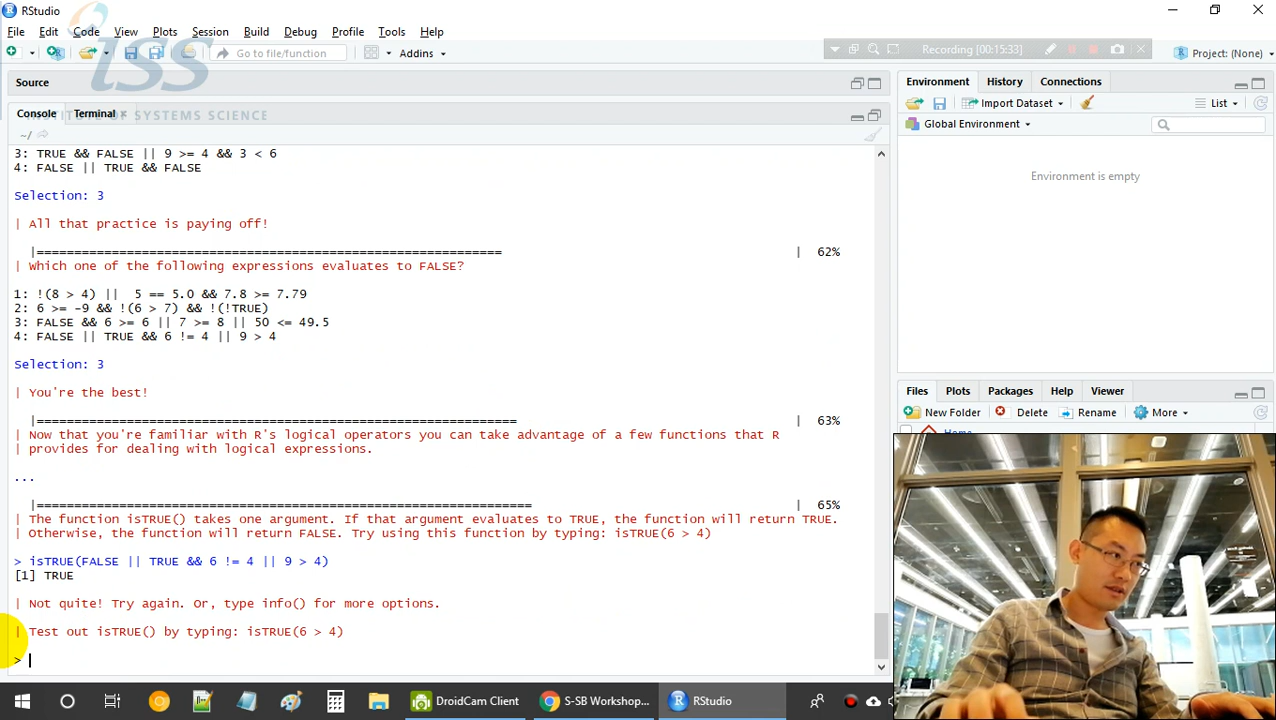 RStudio
File Edit Code View Plots Session Build Debug Profile Tools Help
Go to file/function Addins Recording [00:15:33] Project: (None)
iss
INSTITUTE OF SYSTEMS SCIENCE
Source
Console Terminal ×
~/
3: TRUE && FALSE || 9 >= 4 && 3 < 6
4: FALSE || TRUE && FALSE
Selection: 3
| All that practice is paying off!
|============================================================== | 62%
| Which one of the following expressions evaluates to FALSE?
1: !(8 > 4) ||  5 == 5.0 && 7.8 >= 7.79
2: 6 >= -9 && !(6 > 7) && !(!TRUE)
3: FALSE && 6 >= 6 || 7 >= 8 || 50 <= 49.5
4: FALSE || TRUE && 6 != 4 || 9 > 4
Selection: 3
| You're the best!
|================================================================ | 63%
| Now that you're familiar with R's logical operators you can take advantage of a few functions that R
| provides for dealing with logical expressions.
...
|================================================================== | 65%
| The function isTRUE() takes one argument. If that argument evaluates to TRUE, the function will return TRUE.
| Otherwise, the function will return FALSE. Try using this function by typing: isTRUE(6 > 4)
> isTRUE(FALSE || TRUE && 6 != 4 || 9 > 4)
[1] TRUE
| Not quite! Try again. Or, type info() for more options.
| Test out isTRUE() by typing: isTRUE(6 > 4)
>
Environment History Connections
Import Dataset List
Global Environment
Environment is empty
Files Plots Packages Help Viewer
New Folder Delete Rename More
Home
DroidCam Client S-SB Workshop... RStudio